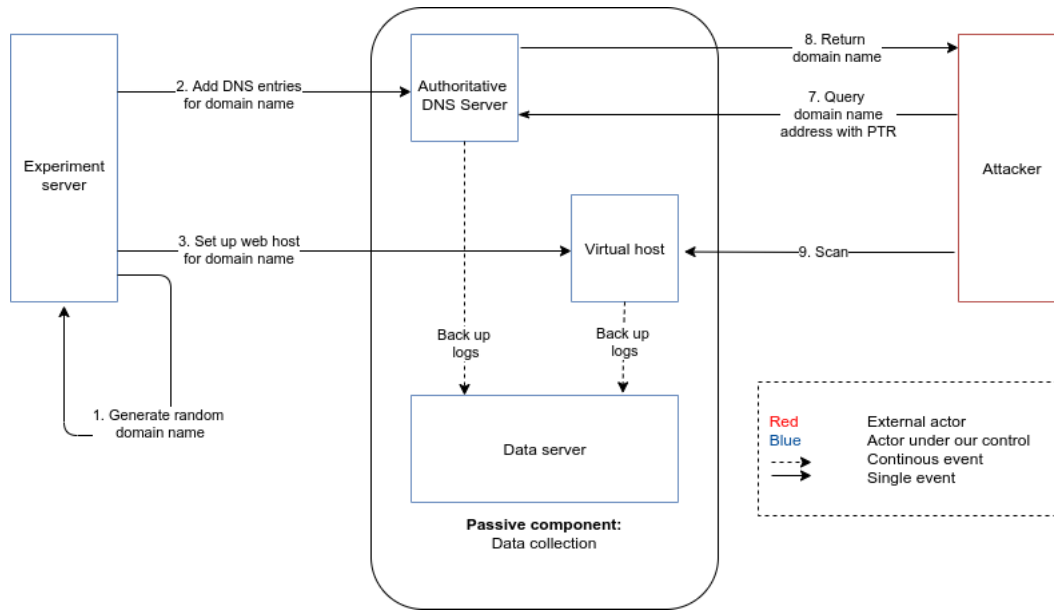 8. Return
domain name
2. Add DNS entries
for domain name
Authoritative
DNS Server
7. Query
domain name
address with PTR
Experiment
server
Attacker
3. Set up web host
for domain name
Virtual host
9. Scan
Back up
logs
Back up
logs
1. Generate random
domain name
Data server
Passive component:
Data collection
Red External actor
Blue Actor under our control
Continous event
Single event